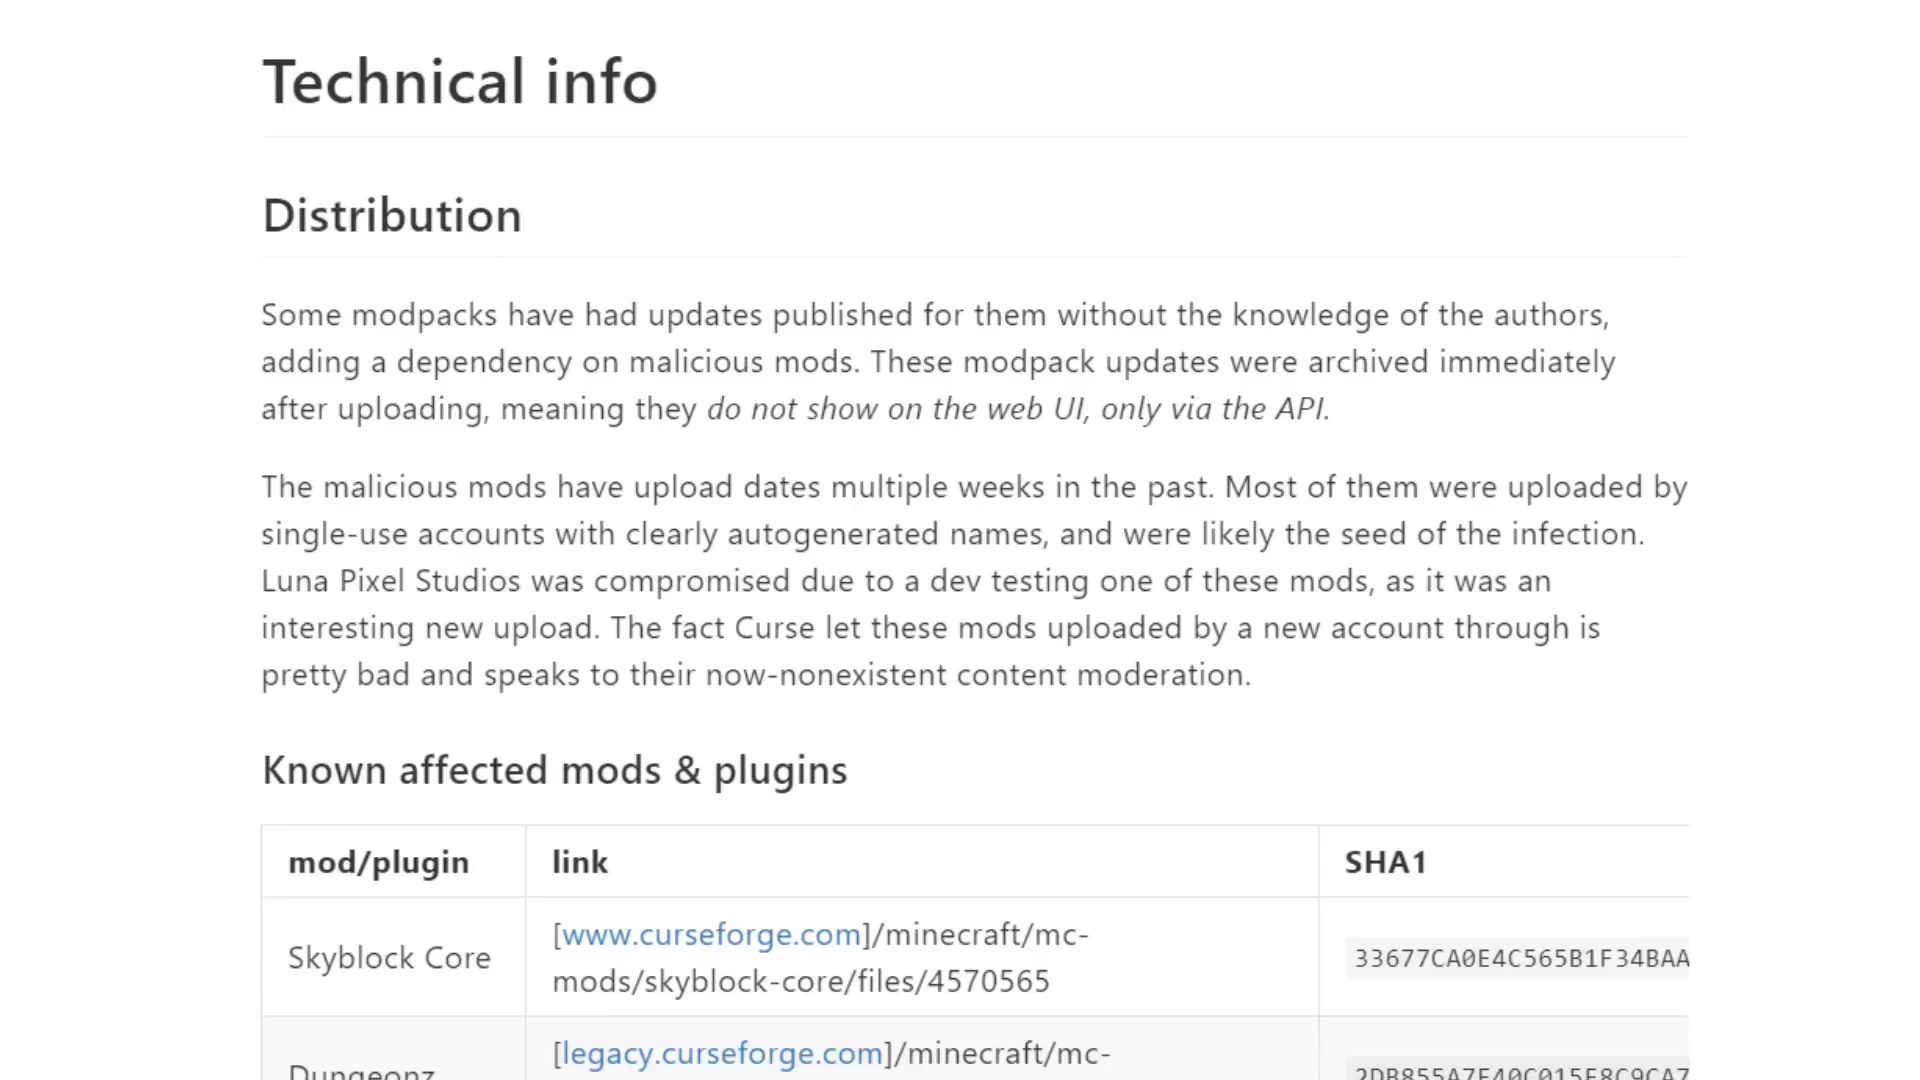 Technical info
Distribution
Some modpacks have had updates published for them without the knowledge of the authors,
adding a dependency on malicious mods. These modpack updates were archived immediately
after uploading, meaning they do not show on the web UI, only via the API.
The malicious mods have upload dates multiple weeks in the past. Most of them were uploaded by
single-use accounts with clearly autogenerated names, and were likely the seed of the infection.
Luna Pixel Studios was compromised due to a dev testing one of these mods, as it was an
interesting new upload. The fact Curse let these mods uploaded by a new account through is
pretty bad and speaks to their now-nonexistent content moderation.
Known affected mods & plugins
mod/plugin link SHA1
[www.curseforge.com]/minecraft/mc-
Skyblock Core 33677CA0E4C565B1F34BAA
mods/skyblock-core/files/4570565
[legacy.curseforge.com]/minecraft/mc-
Dungeonz 2DB855A7F40C015F8C9CA7